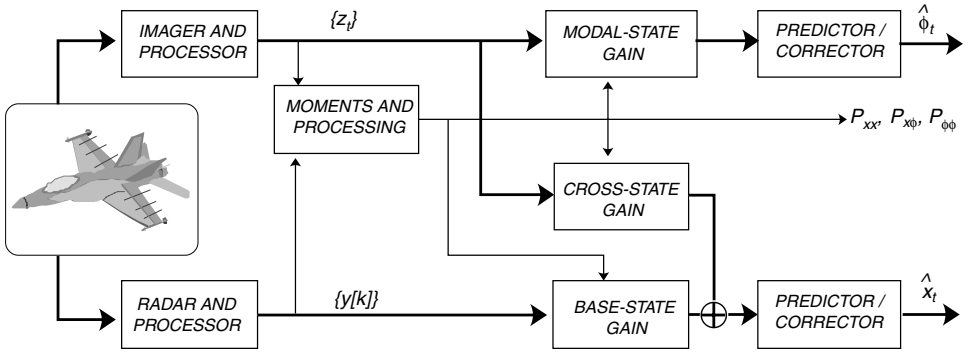 IMAGER AND
PROCESSOR
{z_t}
MODAL-STATE
GAIN
PREDICTOR /
CORRECTOR
ϕ̂_t
MOMENTS AND
PROCESSING
P_xx, P_xϕ, P_ϕϕ
CROSS-STATE
GAIN
RADAR AND
PROCESSOR
{y[k]}
BASE-STATE
GAIN
PREDICTOR /
CORRECTOR
x̂_t